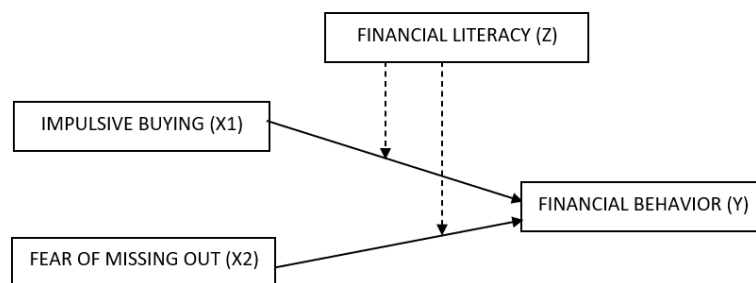 FINANCIAL LITERACY (Z)
IMPULSIVE BUYING (X1)
FINANCIAL BEHAVIOR (Y)
FEAR OF MISSING OUT (X2)